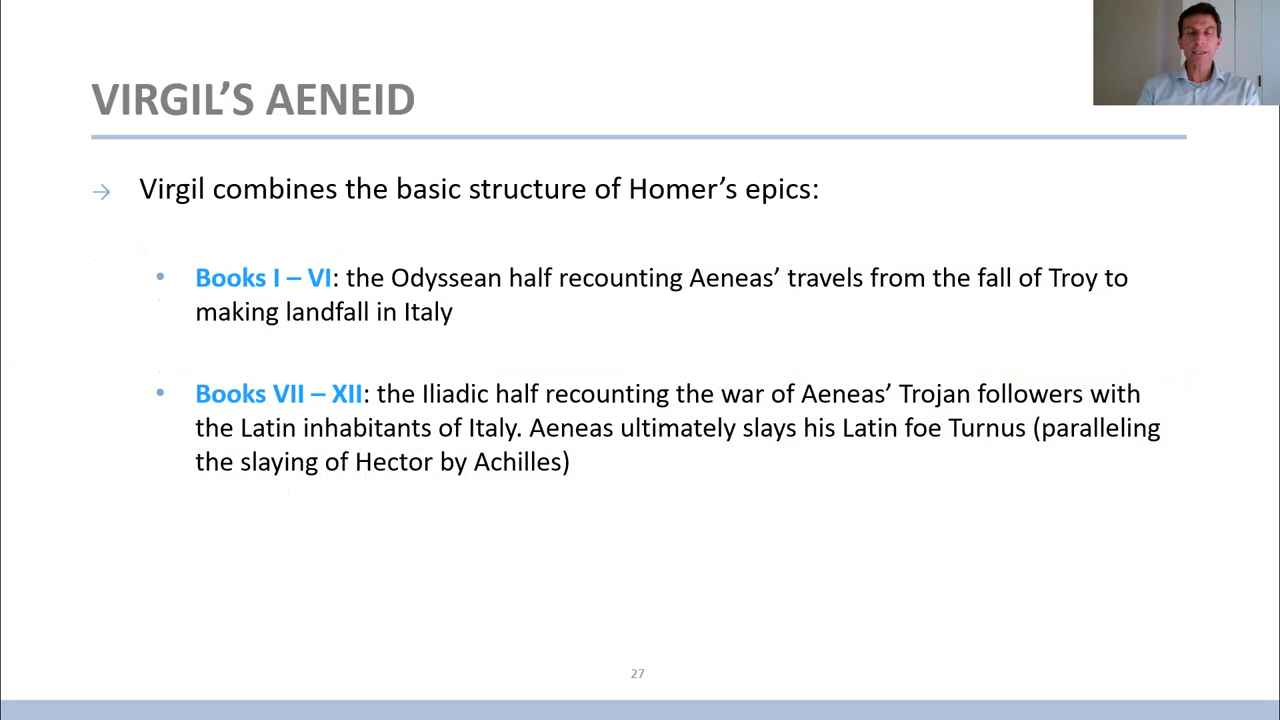 VIRGIL’S AENEID
→ Virgil combines the basic structure of Homer’s epics:
• Books I – VI: the Odyssean half recounting Aeneas’ travels from the fall of Troy to
making landfall in Italy
• Books VII – XII: the Iliadic half recounting the war of Aeneas’ Trojan followers with
the Latin inhabitants of Italy. Aeneas ultimately slays his Latin foe Turnus (paralleling
the slaying of Hector by Achilles)
27